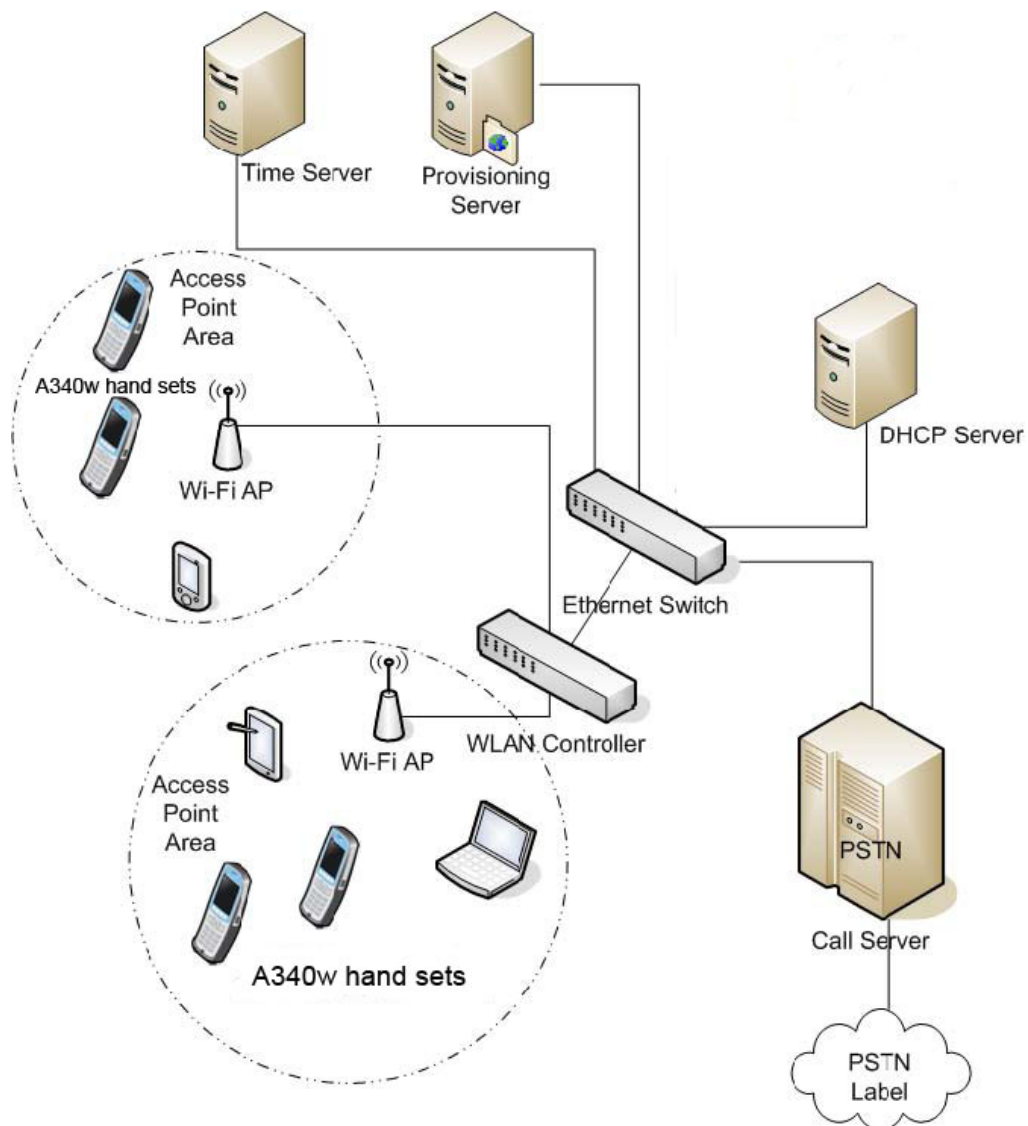 Time Server
Provisioning
Server
Access
Point
Area
A340w hand sets
Wi-Fi AP
DHCP Server
Ethernet Switch
Wi-Fi AP
WLAN Controller
Access
Point
Area
A340w hand sets
PSTN
Call Server
PSTN
Label